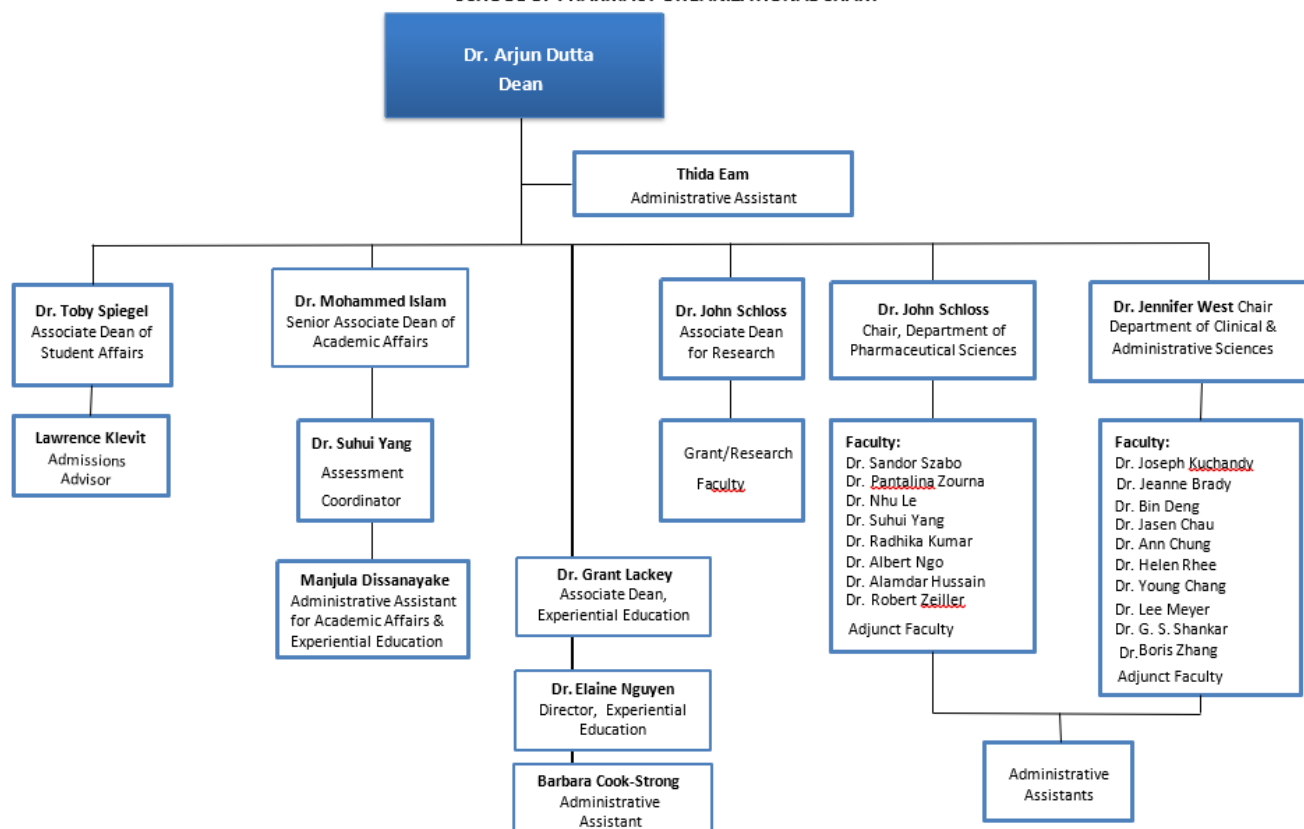 SCHOOL OF PHARMACY ORGANIZATIONAL CHART
Dr. Arjun Dutta
Dean
Thida Eam
Administrative Assistant
Dr. Toby Spiegel
Associate Dean of
Student Affairs
Lawrence Klevit
Admissions
Advisor
Dr. Mohammed Islam
Senior Associate Dean of
Academic Affairs
Dr. Suhui Yang
Assessment
Coordinator
Manjula Dissanayake
Administrative Assistant
for Academic Affairs &
Experiential Education
Dr. Grant Lackey
Associate Dean,
Experiential Education
Dr. Elaine Nguyen
Director, Experiential
Education
Barbara Cook-Strong
Administrative
Assistant
Dr. John Schloss
Associate Dean
for Research
Grant/Research
Faculty
Dr. John Schloss
Chair, Department of
Pharmaceutical Sciences
Faculty:
Dr. Sandor Szabo
Dr. Pantalina Zourna
Dr. Nhu Le
Dr. Suhui Yang
Dr. Radhika Kumar
Dr. Albert Ngo
Dr. Alamdar Hussain
Dr. Robert Zeiller
Adjunct Faculty
Dr. Jennifer West Chair
Department of Clinical &
Administrative Sciences
Faculty:
Dr. Joseph Kuchandy
Dr. Jeanne Brady
Dr. Bin Deng
Dr. Jasen Chau
Dr. Ann Chung
Dr. Helen Rhee
Dr. Young Chang
Dr. Lee Meyer
Dr. G. S. Shankar
Dr. Boris Zhang
Adjunct Faculty
Administrative
Assistants